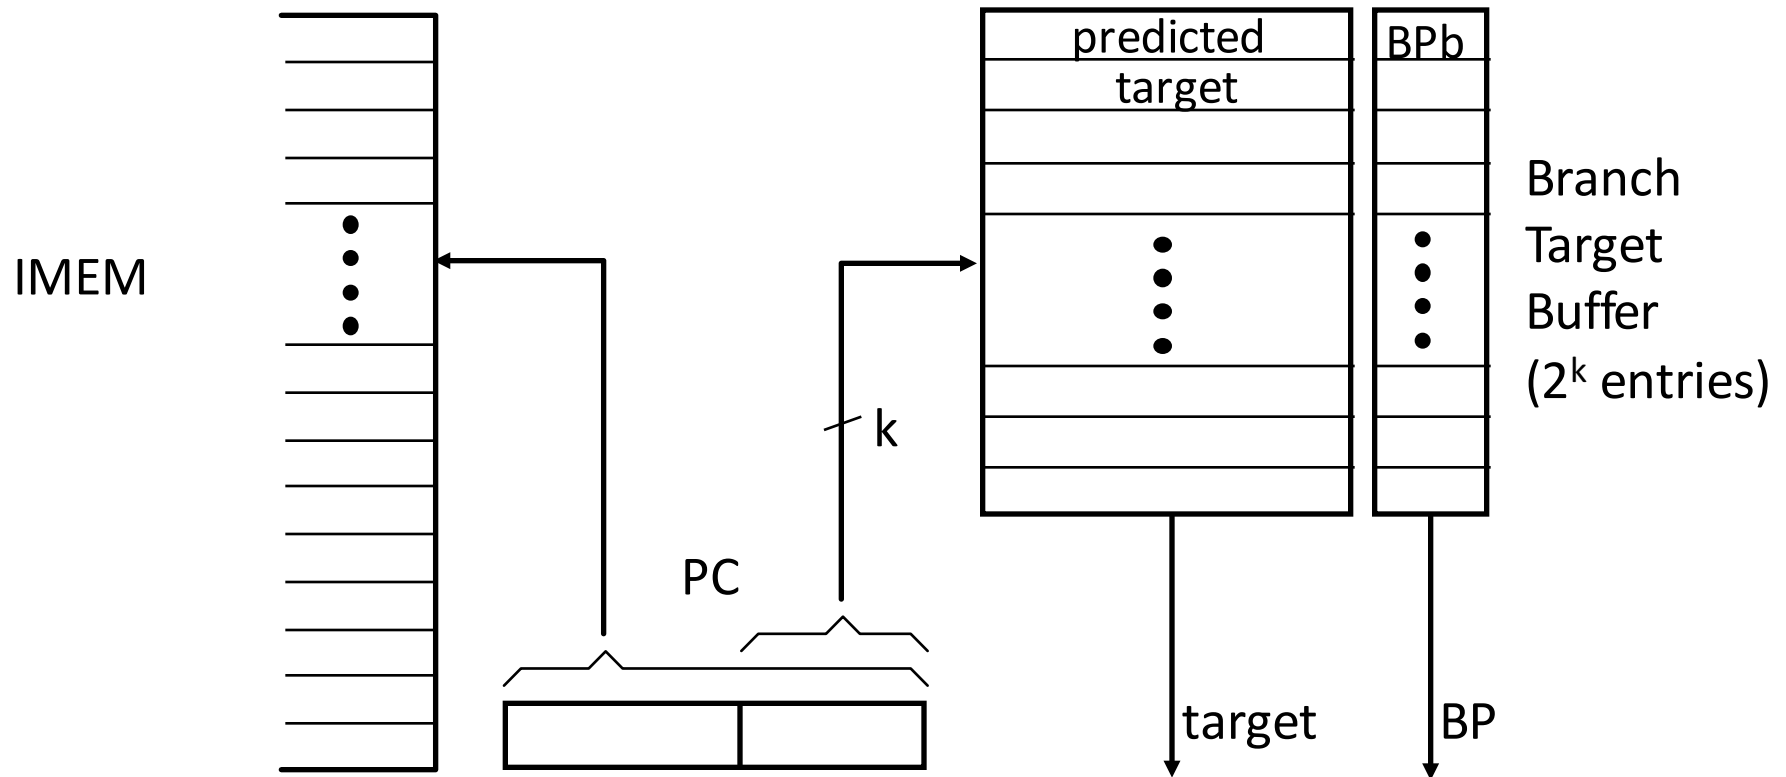 IMEM
predicted
target
BPb
Branch
Target
Buffer
(2ᵏ entries)
k
PC
target
BP